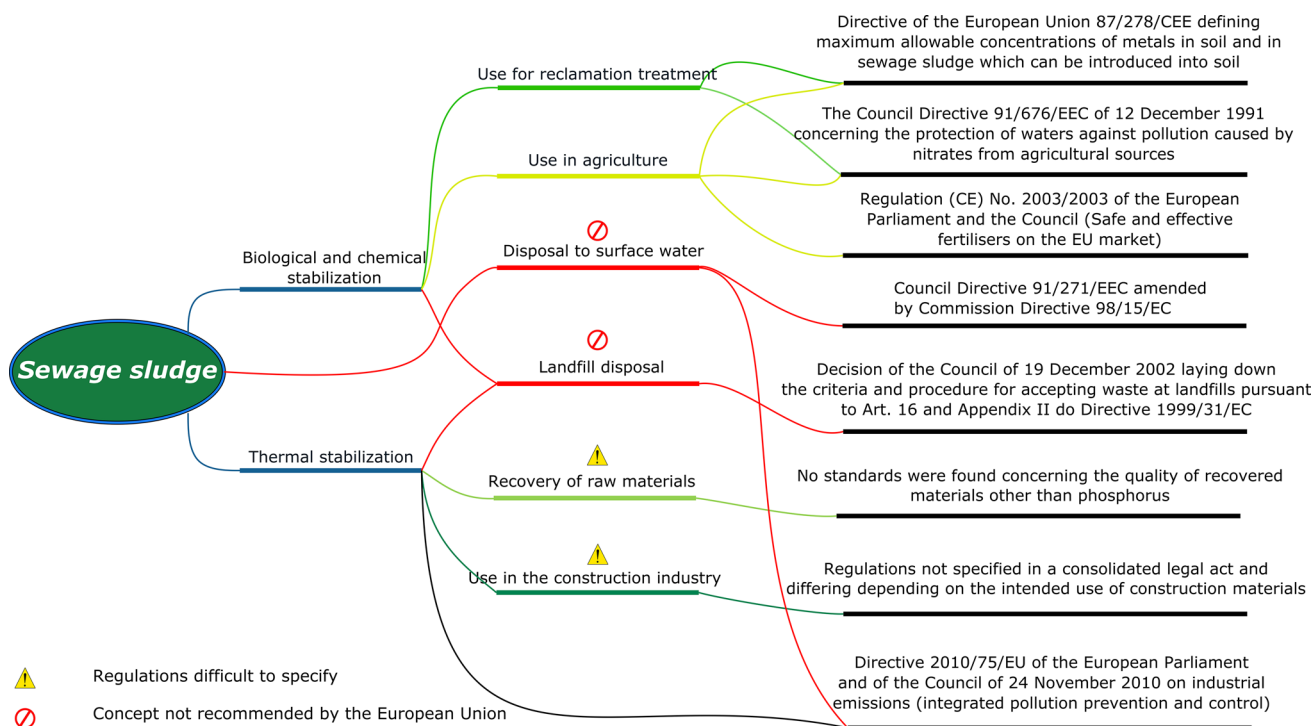 Directive of the European Union 87/278/CEE defining
maximum allowable concentrations of metals in soil and in
sewage sludge which can be introduced into soil
Use for reclamation treatment
The Council Directive 91/676/EEC of 12 December 1991
concerning the protection of waters against pollution caused by
nitrates from agricultural sources
Use in agriculture
Regulation (CE) No. 2003/2003 of the European
Parliament and the Council (Safe and effective
fertilisers on the EU market)
Biological and chemical
stabilization
Disposal to surface water
Council Directive 91/271/EEC amended
by Commission Directive 98/15/EC
Sewage sludge
Landfill disposal
Decision of the Council of 19 December 2002 laying down
the criteria and procedure for accepting waste at landfills pursuant
to Art. 16 and Appendix II do Directive 1999/31/EC
Thermal stabilization
Recovery of raw materials
No standards were found concerning the quality of recovered
materials other than phosphorus
Use in the construction industry
Regulations not specified in a consolidated legal act and
differing depending on the intended use of construction materials
Directive 2010/75/EU of the European Parliament
and of the Council of 24 November 2010 on industrial
emissions (integrated pollution prevention and control)
Regulations difficult to specify
Concept not recommended by the European Union